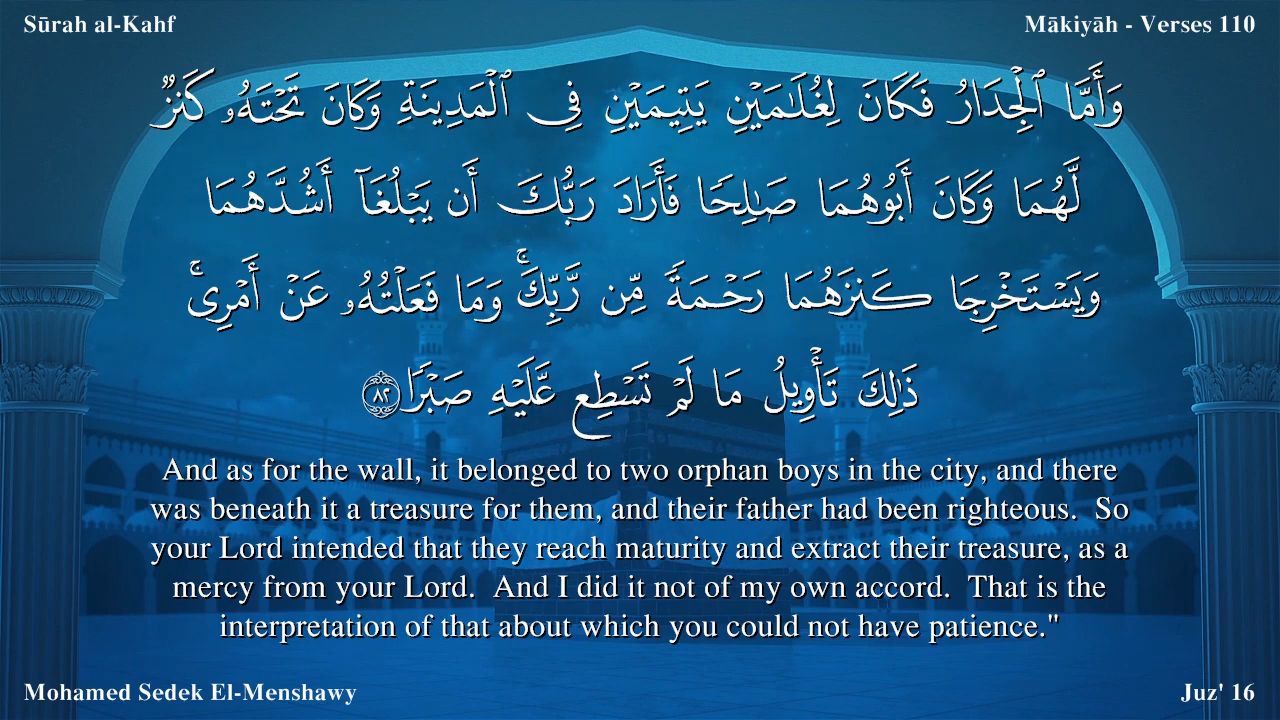 Sūrah al-Kahf
Mākiyāh - Verses 110
وَأَمَّا ٱلْجِدَارُ فَكَانَ لِغُلَـٰمَيْنِ يَتِيمَيْنِ فِى ٱلْمَدِينَةِ وَكَانَ تَحْتَهُۥ كَنزٌ
لَّهُمَا وَكَانَ أَبُوهُمَا صَـٰلِحًا فَأَرَادَ رَبُّكَ أَن يَبْلُغَآ أَشُدَّهُمَا
وَيَسْتَخْرِجَا كَنزَهُمَا رَحْمَةً مِّن رَّبِّكَ ۚ وَمَا فَعَلْتُهُۥ عَنْ أَمْرِى ۚ
ذَٰلِكَ تَأْوِيلُ مَا لَمْ تَسْطِع عَّلَيْهِ صَبْرًا ٨٢
And as for the wall, it belonged to two orphan boys in the city, and there
was beneath it a treasure for them, and their father had been righteous.  So
your Lord intended that they reach maturity and extract their treasure, as a
mercy from your Lord.  And I did it not of my own accord.  That is the
interpretation of that about which you could not have patience."
Mohamed Sedek El-Menshawy
Juz' 16